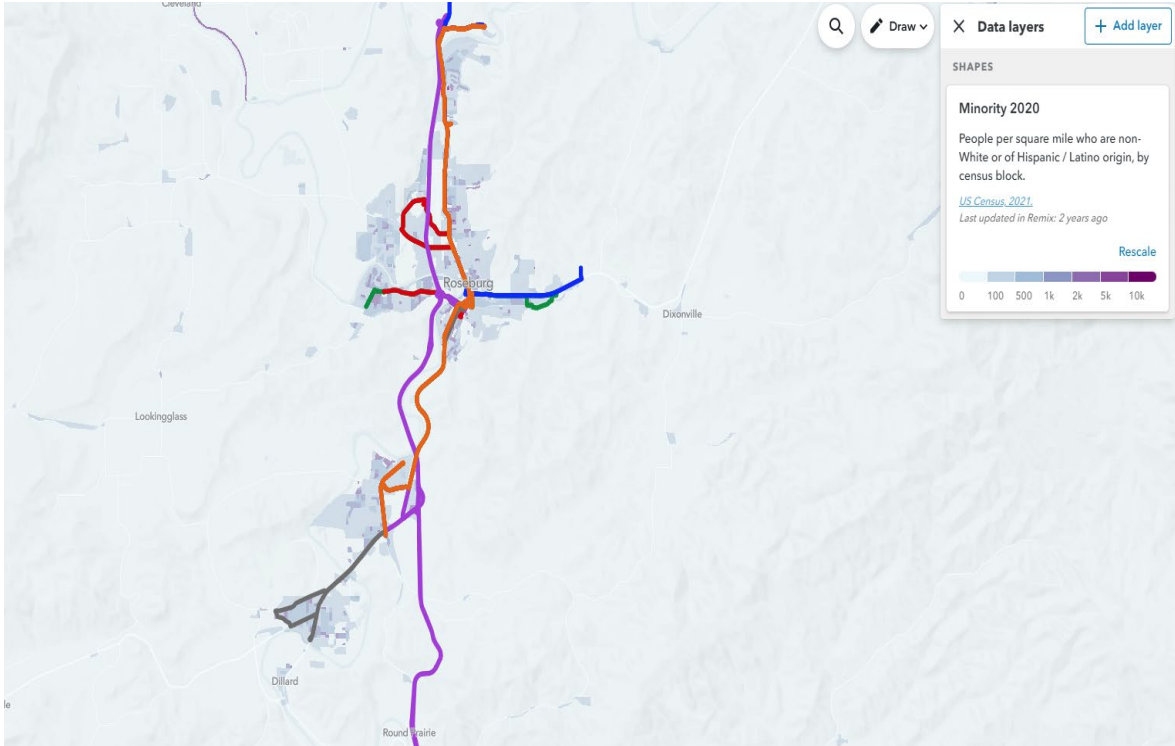 Cleveland
Draw
Data layers
+ Add layer
SHAPES
Minority 2020
People per square mile who are non-
White or of Hispanic / Latino origin, by
census block.
US Census, 2021.
Last updated in Remix: 2 years ago
Rescale
0 100 500 1k 2k 5k 10k
Roseburg
Dixonville
Lookingglass
Dillard
le
Round Prairie